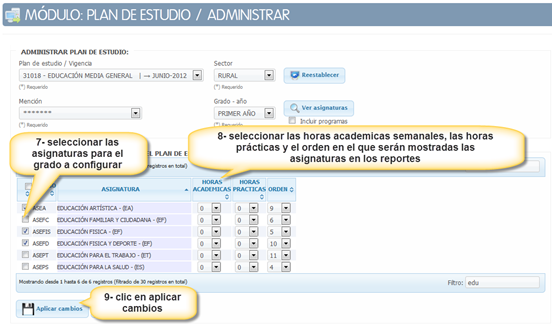 MÓDULO: PLAN DE ESTUDIO / ADMINISTRAR
ADMINISTRAR PLAN DE ESTUDIO:
Plan de estudio / Vigencia
Sector
31018 - EDUCACIÓN MEDIA GENERAL ( → JUNIO-2012
RURAL
Reestablecer
(*) Requerido
(*) Requerido
Mención
Grado - año
*******
PRIMER AÑO
Ver asignaturas
(*) Requerido
Incluir programas
7- seleccionar las asignaturas para el grado a configurar
8- seleccionar las horas academicas semanales, las horas prácticas y el orden en el que serán mostradas las asignaturas en los reportes
EL PLAN DE E
registros en total)
ASIGNATURA
HORAS ACADEMICAS
HORAS PRACTICAS
ORDEN
ASEA EDUCACIÓN ARTÍSTICA - (EA) 0 0 9
ASEFC EDUCACIÓN FAMILIAR Y CIUDADANA - (EF) 0 0 6
ASEFIS EDUCACIÓN FISICA - (EF) 0 0 5
ASEFD EDUCACIÓN FISICA Y DEPORTE - (EF) 0 0 10
ASEPT EDUCACIÓN PARA EL TRABAJO - (ET) 0 0 11
ASEPS EDUCACIÓN PARA LA SALUD - (ES) 0 0 4
Mostrando desde 1 hasta 6 de 6 registros (filtrado de 30 registros en total)
Filtro: edu
9- clic en aplicar cambios
Aplicar cambios